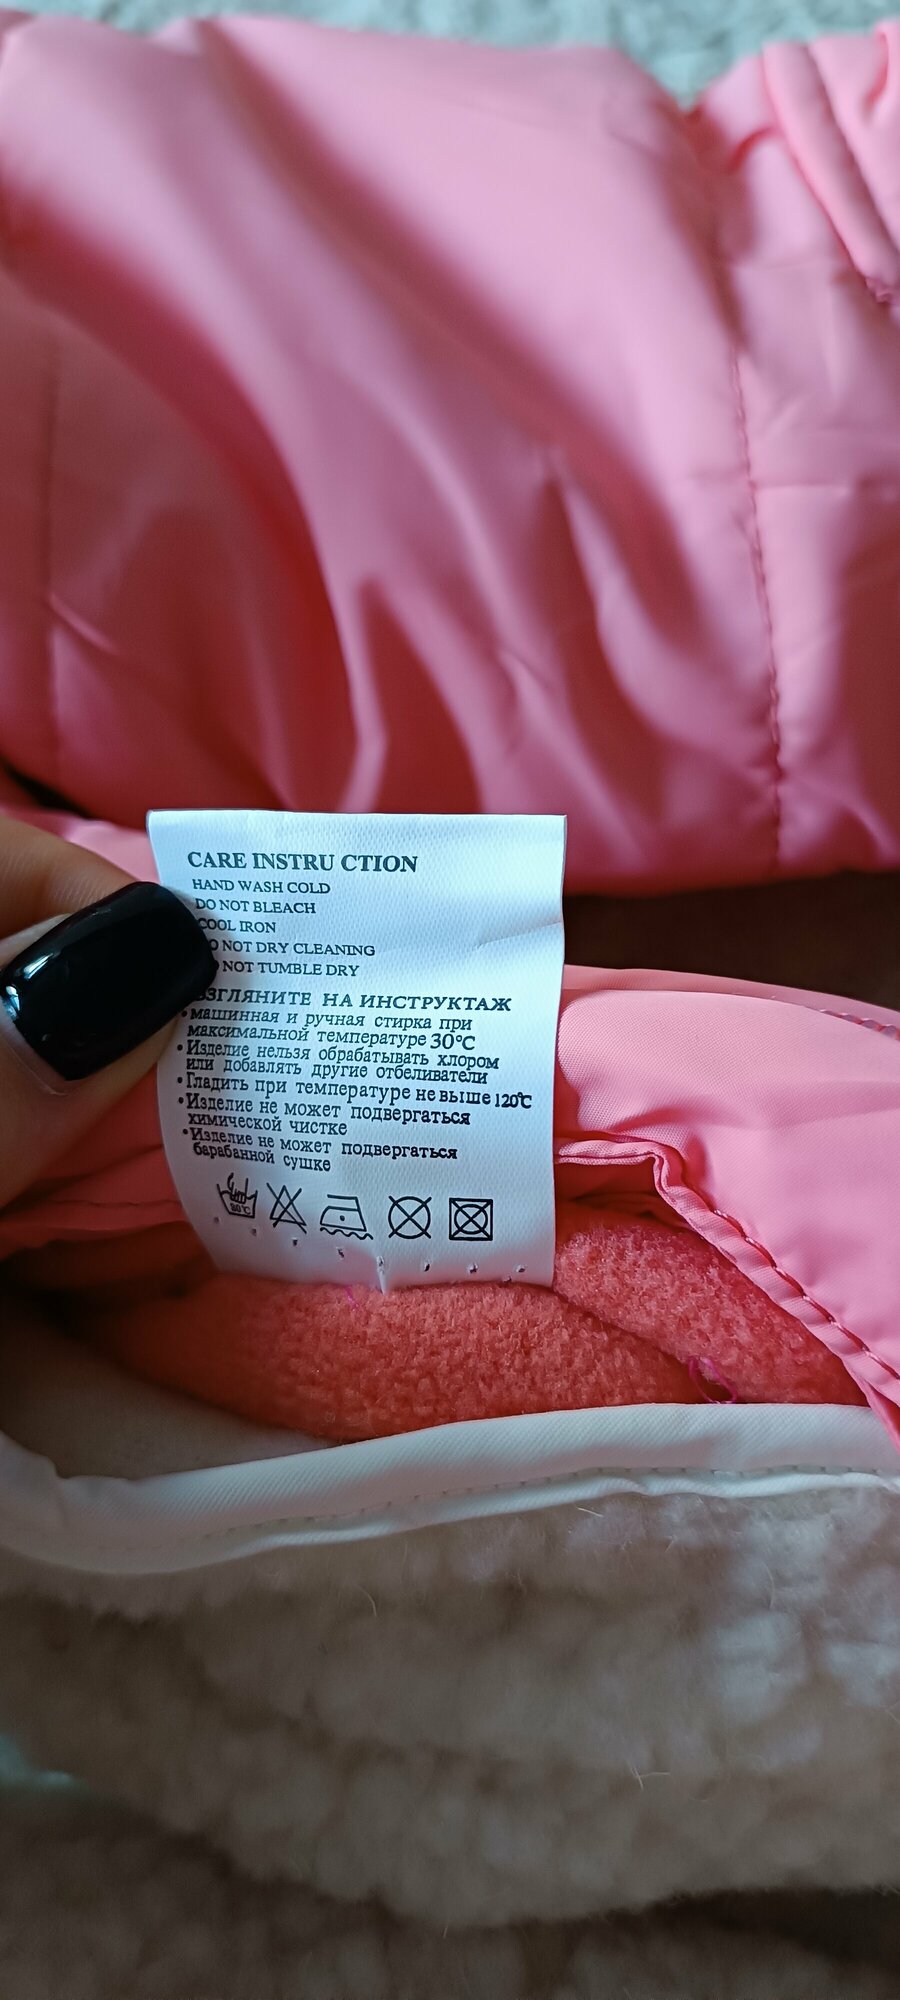 CARE INSTRU CTION
HAND WASH COLD
DO NOT BLEACH
COOL IRON
NOT DRY CLEANING
NOT TUMBLE DRY
ВЗГЛЯНИТЕ НА ИНСТРУКТАЖ
•машинная и ручная стирка при
максимальной температуре 30℃
•Изделие нельзя обрабатывать хлором
или добавлять другие отбеливатели
•Гладить при температуре не выше 120℃
•Изделие не может подвергаться
химической чистке
•Изделие не может подвергаться
барабанной сушке